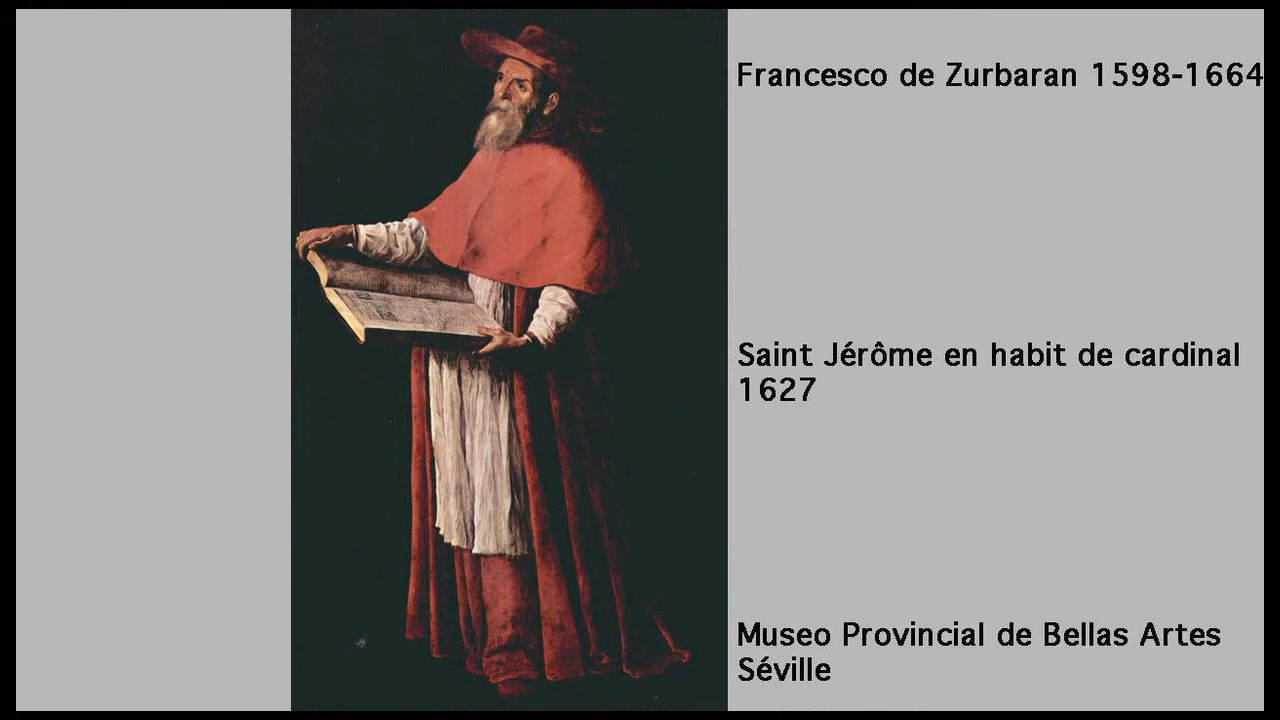 Francesco de Zurbaran 1598-1664
Saint Jérôme en habit de cardinal
1627
Museo Provincial de Bellas Artes
Séville